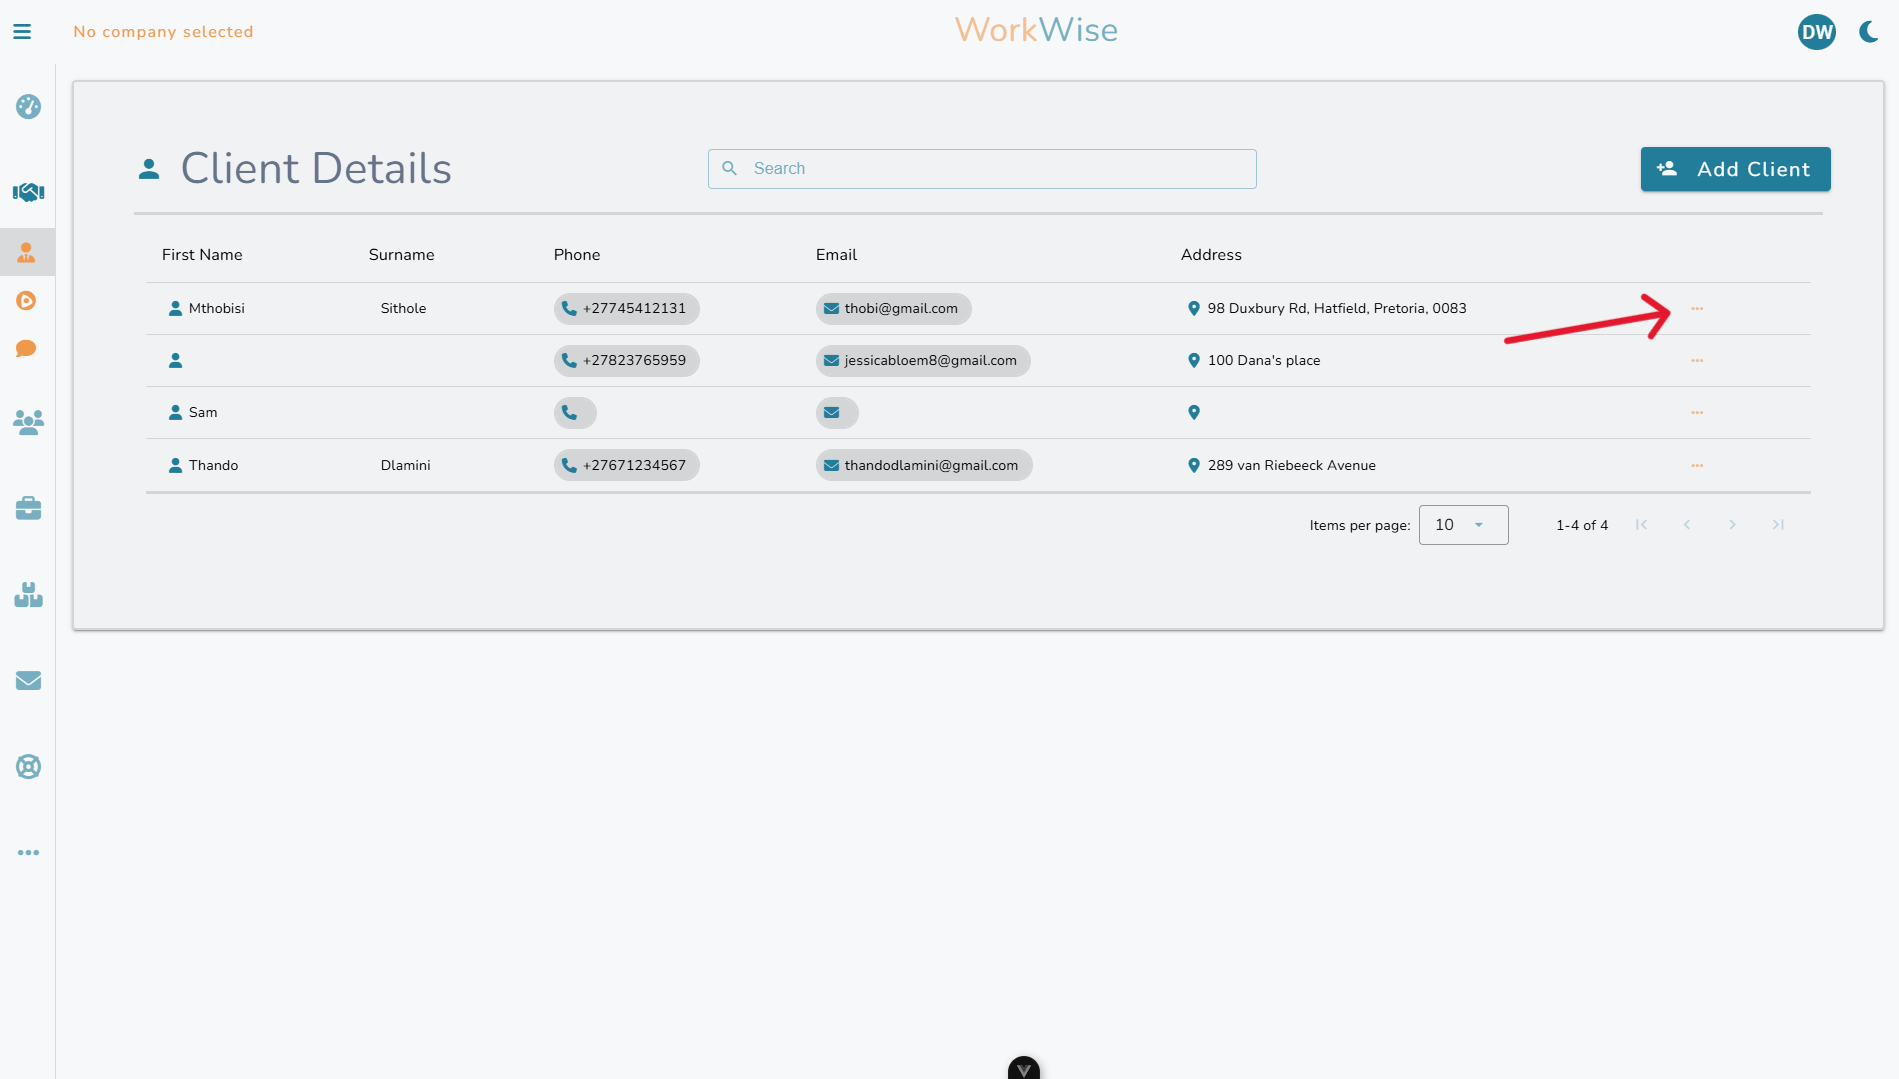 No company selected
WorkWise
DW
Client Details
Search
Add Client
First Name Surname Phone Email Address
Mthobisi Sithole +27745412131 thobi@gmail.com 98 Duxbury Rd, Hatfield, Pretoria, 0083
+27823765959 jessicabloem8@gmail.com 100 Dana's place
Sam
Thando Dlamini +27671234567 thandodlamini@gmail.com 289 van Riebeeck Avenue
Items per page: 10 1-4 of 4